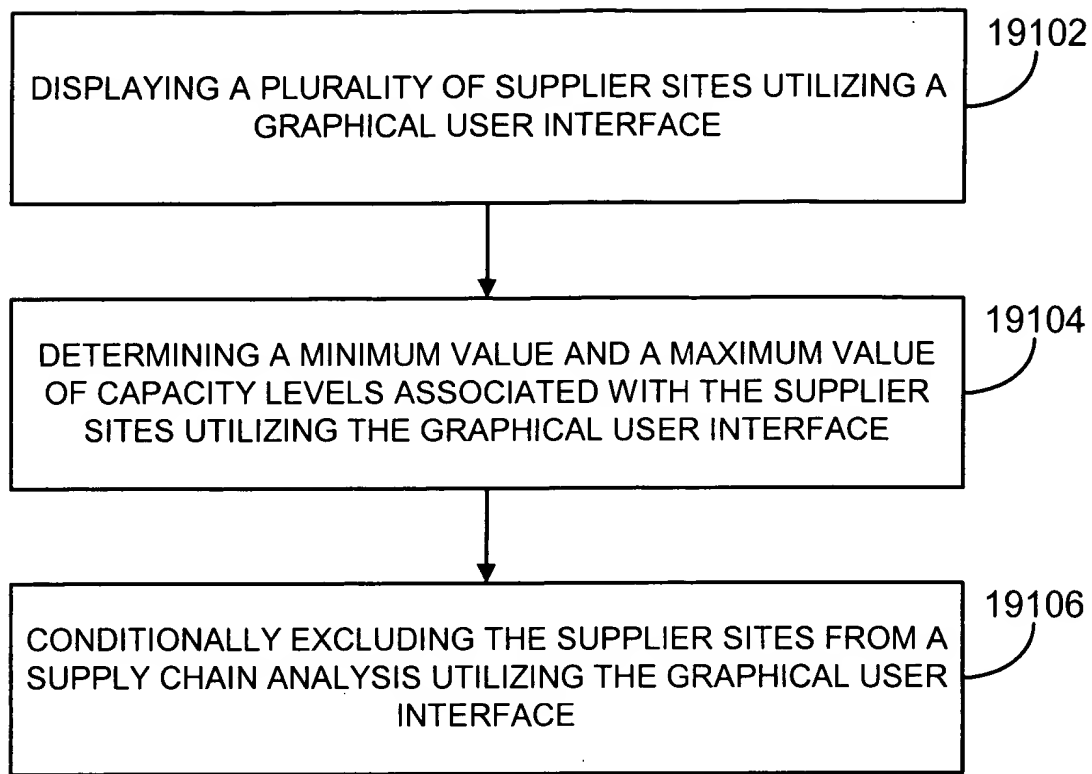 19102
DISPLAYING A PLURALITY OF SUPPLIER SITES UTILIZING A
GRAPHICAL USER INTERFACE
19104
DETERMINING A MINIMUM VALUE AND A MAXIMUM VALUE
OF CAPACITY LEVELS ASSOCIATED WITH THE SUPPLIER
SITES UTILIZING THE GRAPHICAL USER INTERFACE
19106
CONDITIONALLY EXCLUDING THE SUPPLIER SITES FROM A
SUPPLY CHAIN ANALYSIS UTILIZING THE GRAPHICAL USER
INTERFACE